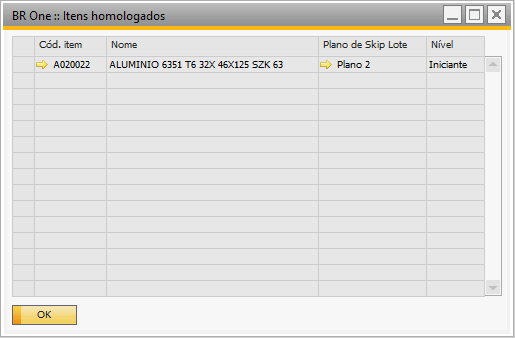 BR One :: Itens homologados
Cód. item Nome Plano de Skip Lote Nível
A020022 ALUMINIO 6351 T6 32X 46X125 SZK 63 Plano 2 Iniciante
OK